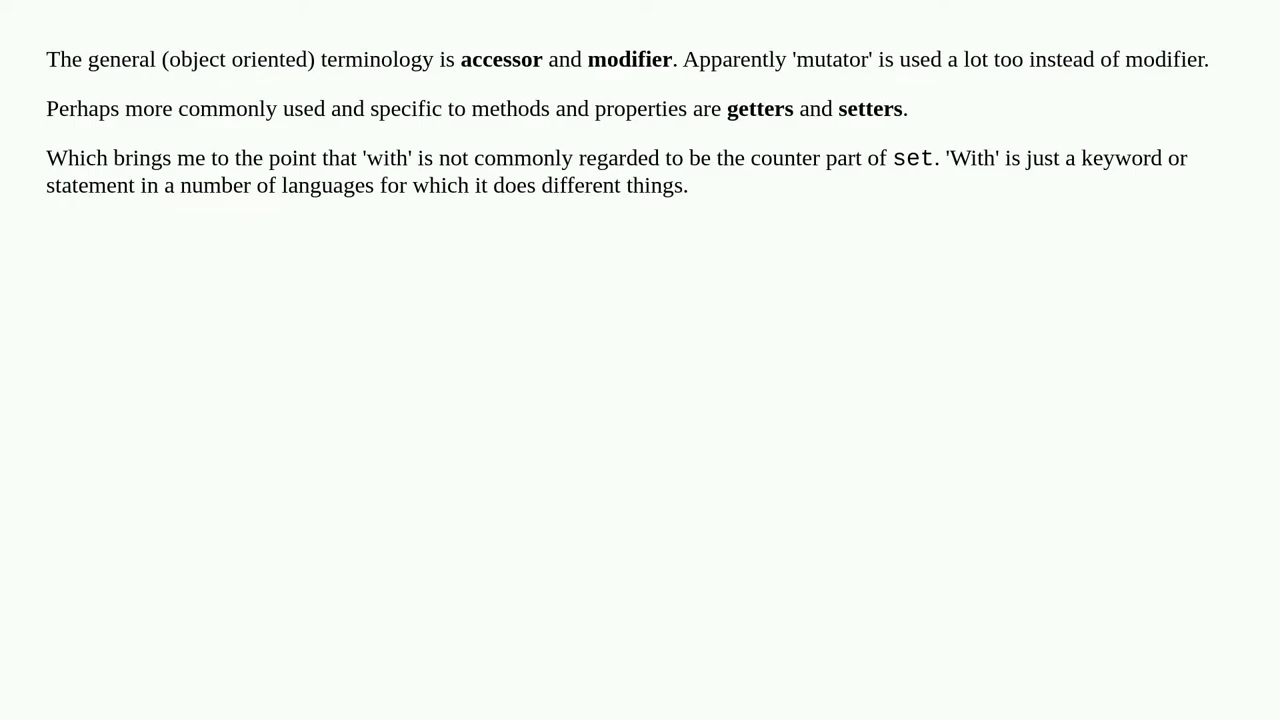 The general (object oriented) terminology is accessor and modifier. Apparently 'mutator' is used a lot too instead of modifier.
Perhaps more commonly used and specific to methods and properties are getters and setters.
Which brings me to the point that 'with' is not commonly regarded to be the counter part of set. 'With' is just a keyword or
statement in a number of languages for which it does different things.